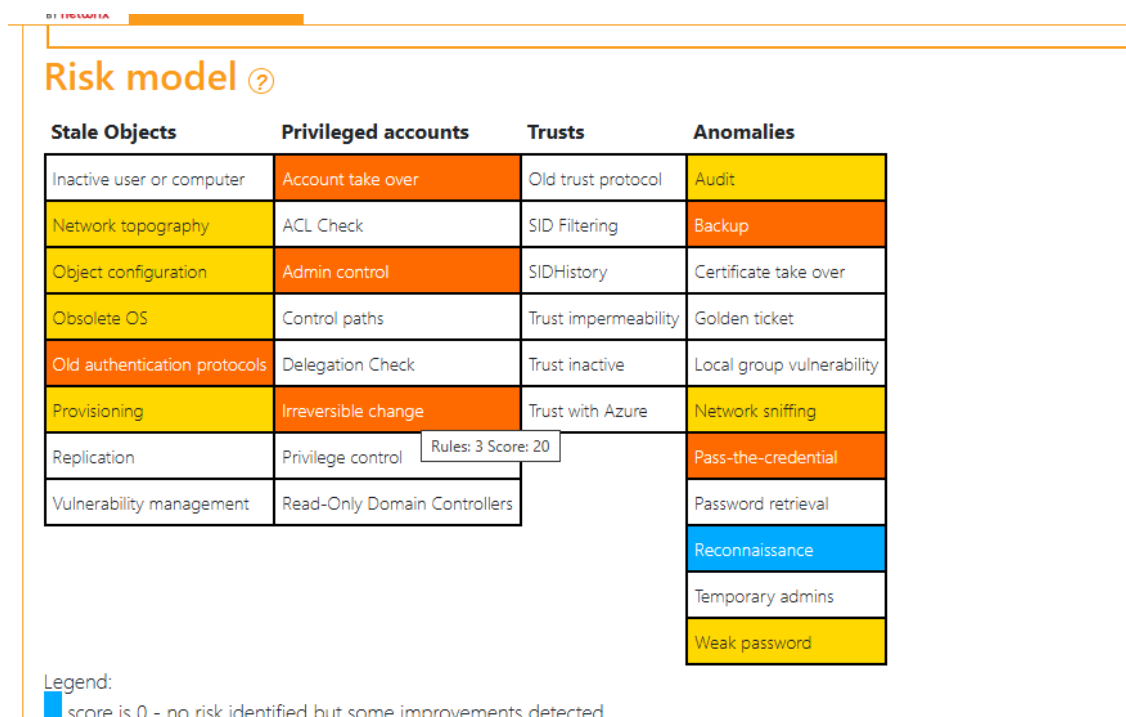 BY netwrix
Risk model ?
Stale Objects Privileged accounts Trusts Anomalies
Inactive user or computer Account take over Old trust protocol Audit
Network topography ACL Check SID Filtering Backup
Object configuration Admin control SIDHistory Certificate take over
Obsolete OS Control paths Trust impermeability Golden ticket
Old authentication protocols Delegation Check Trust inactive Local group vulnerability
Provisioning Irreversible change Trust with Azure Network sniffing
Rules: 3 Score: 20
Replication Privilege control Pass-the-credential
Vulnerability management Read-Only Domain Controllers Password retrieval
Reconnaissance
Temporary admins
Weak password
Legend:
score is 0 - no risk identified but some improvements detected